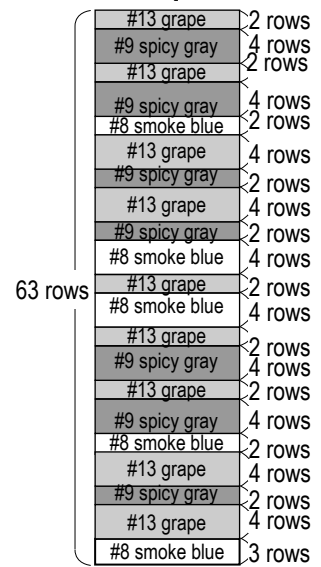 #13 grape 2 rows
#9 spicy gray 4 rows
#13 grape 2 rows
#9 spicy gray 4 rows
#8 smoke blue 2 rows
#13 grape 4 rows
#9 spicy gray 2 rows
#13 grape 4 rows
#9 spicy gray 2 rows
#8 smoke blue 4 rows
63 rows
#13 grape 2 rows
#8 smoke blue 4 rows
#13 grape 2 rows
#9 spicy gray 4 rows
#13 grape 2 rows
#9 spicy gray 4 rows
#8 smoke blue 2 rows
#13 grape 4 rows
#9 spicy gray 2 rows
#13 grape 4 rows
#8 smoke blue 3 rows